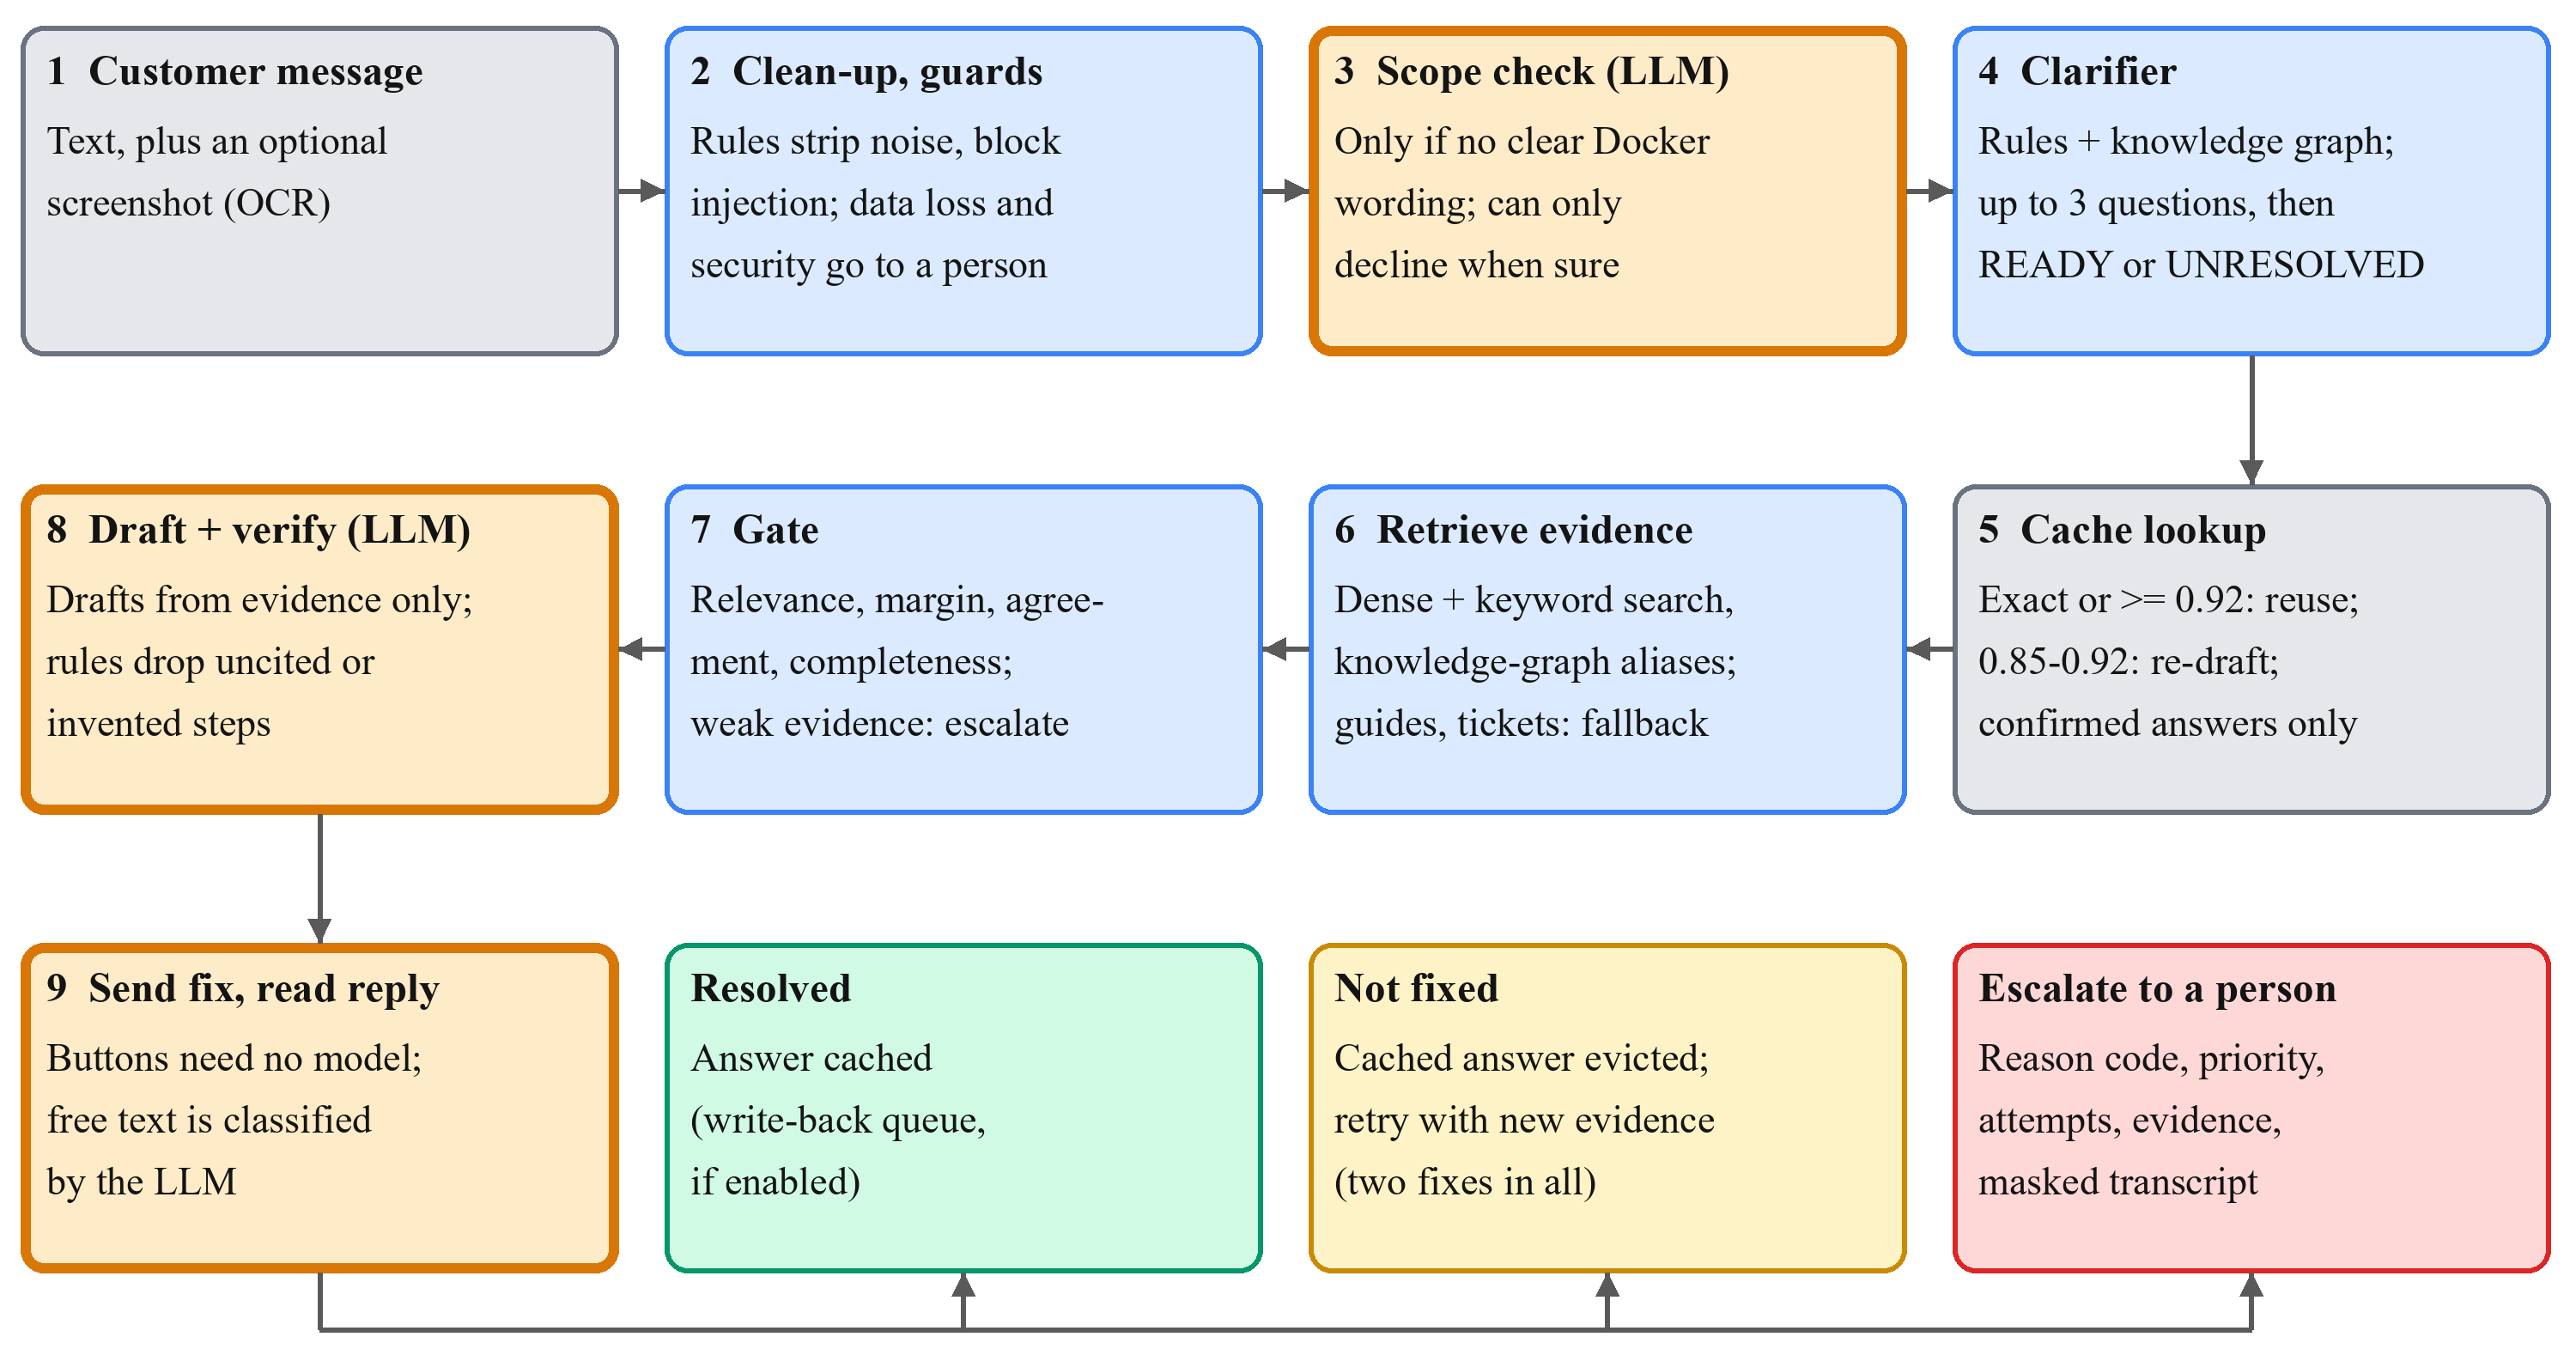 1 Customer message
Text, plus an optional
screenshot (OCR)
2 Clean-up, guards
Rules strip noise, block
injection; data loss and
security go to a person
3 Scope check (LLM)
Only if no clear Docker
wording; can only
decline when sure
4 Clarifier
Rules + knowledge graph;
up to 3 questions, then
READY or UNRESOLVED
5 Cache lookup
Exact or >= 0.92: reuse;
0.85-0.92: re-draft;
confirmed answers only
6 Retrieve evidence
Dense + keyword search,
knowledge-graph aliases;
guides, tickets: fallback
7 Gate
Relevance, margin, agree-
ment, completeness;
weak evidence: escalate
8 Draft + verify (LLM)
Drafts from evidence only;
rules drop uncited or
invented steps
9 Send fix, read reply
Buttons need no model;
free text is classified
by the LLM
Resolved
Answer cached
(write-back queue,
if enabled)
Not fixed
Cached answer evicted;
retry with new evidence
(two fixes in all)
Escalate to a person
Reason code, priority,
attempts, evidence,
masked transcript